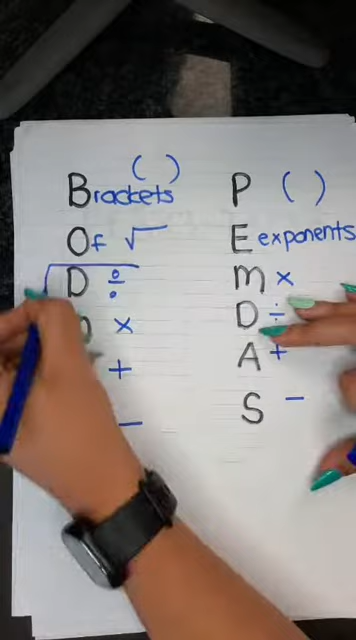 ( )
Brackets
Of √
D ÷
x
+
−
P ( )
E exponents
M x
D ÷
A +
S −